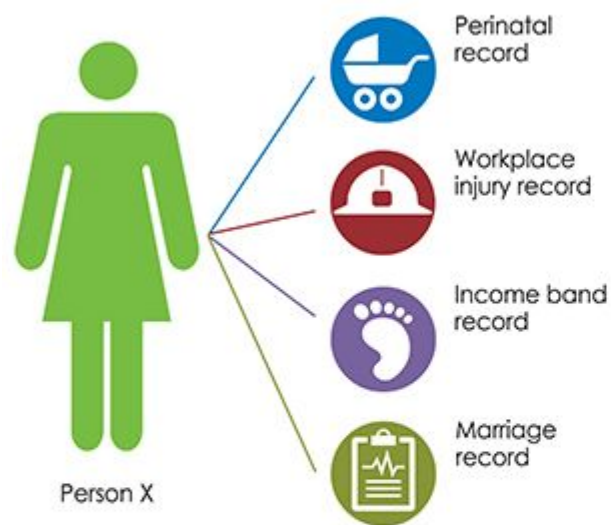 Perinatal
record
Workplace
injury record
Income band
record
Marriage
record
Person X